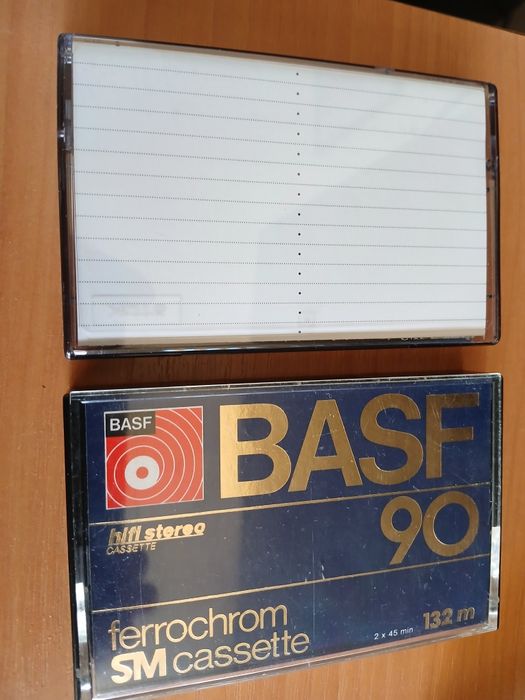 BASF
BASF
90
hifi stereo
CASSETTE
ferrochrom
SM cassette
2 x 45 min
132 m